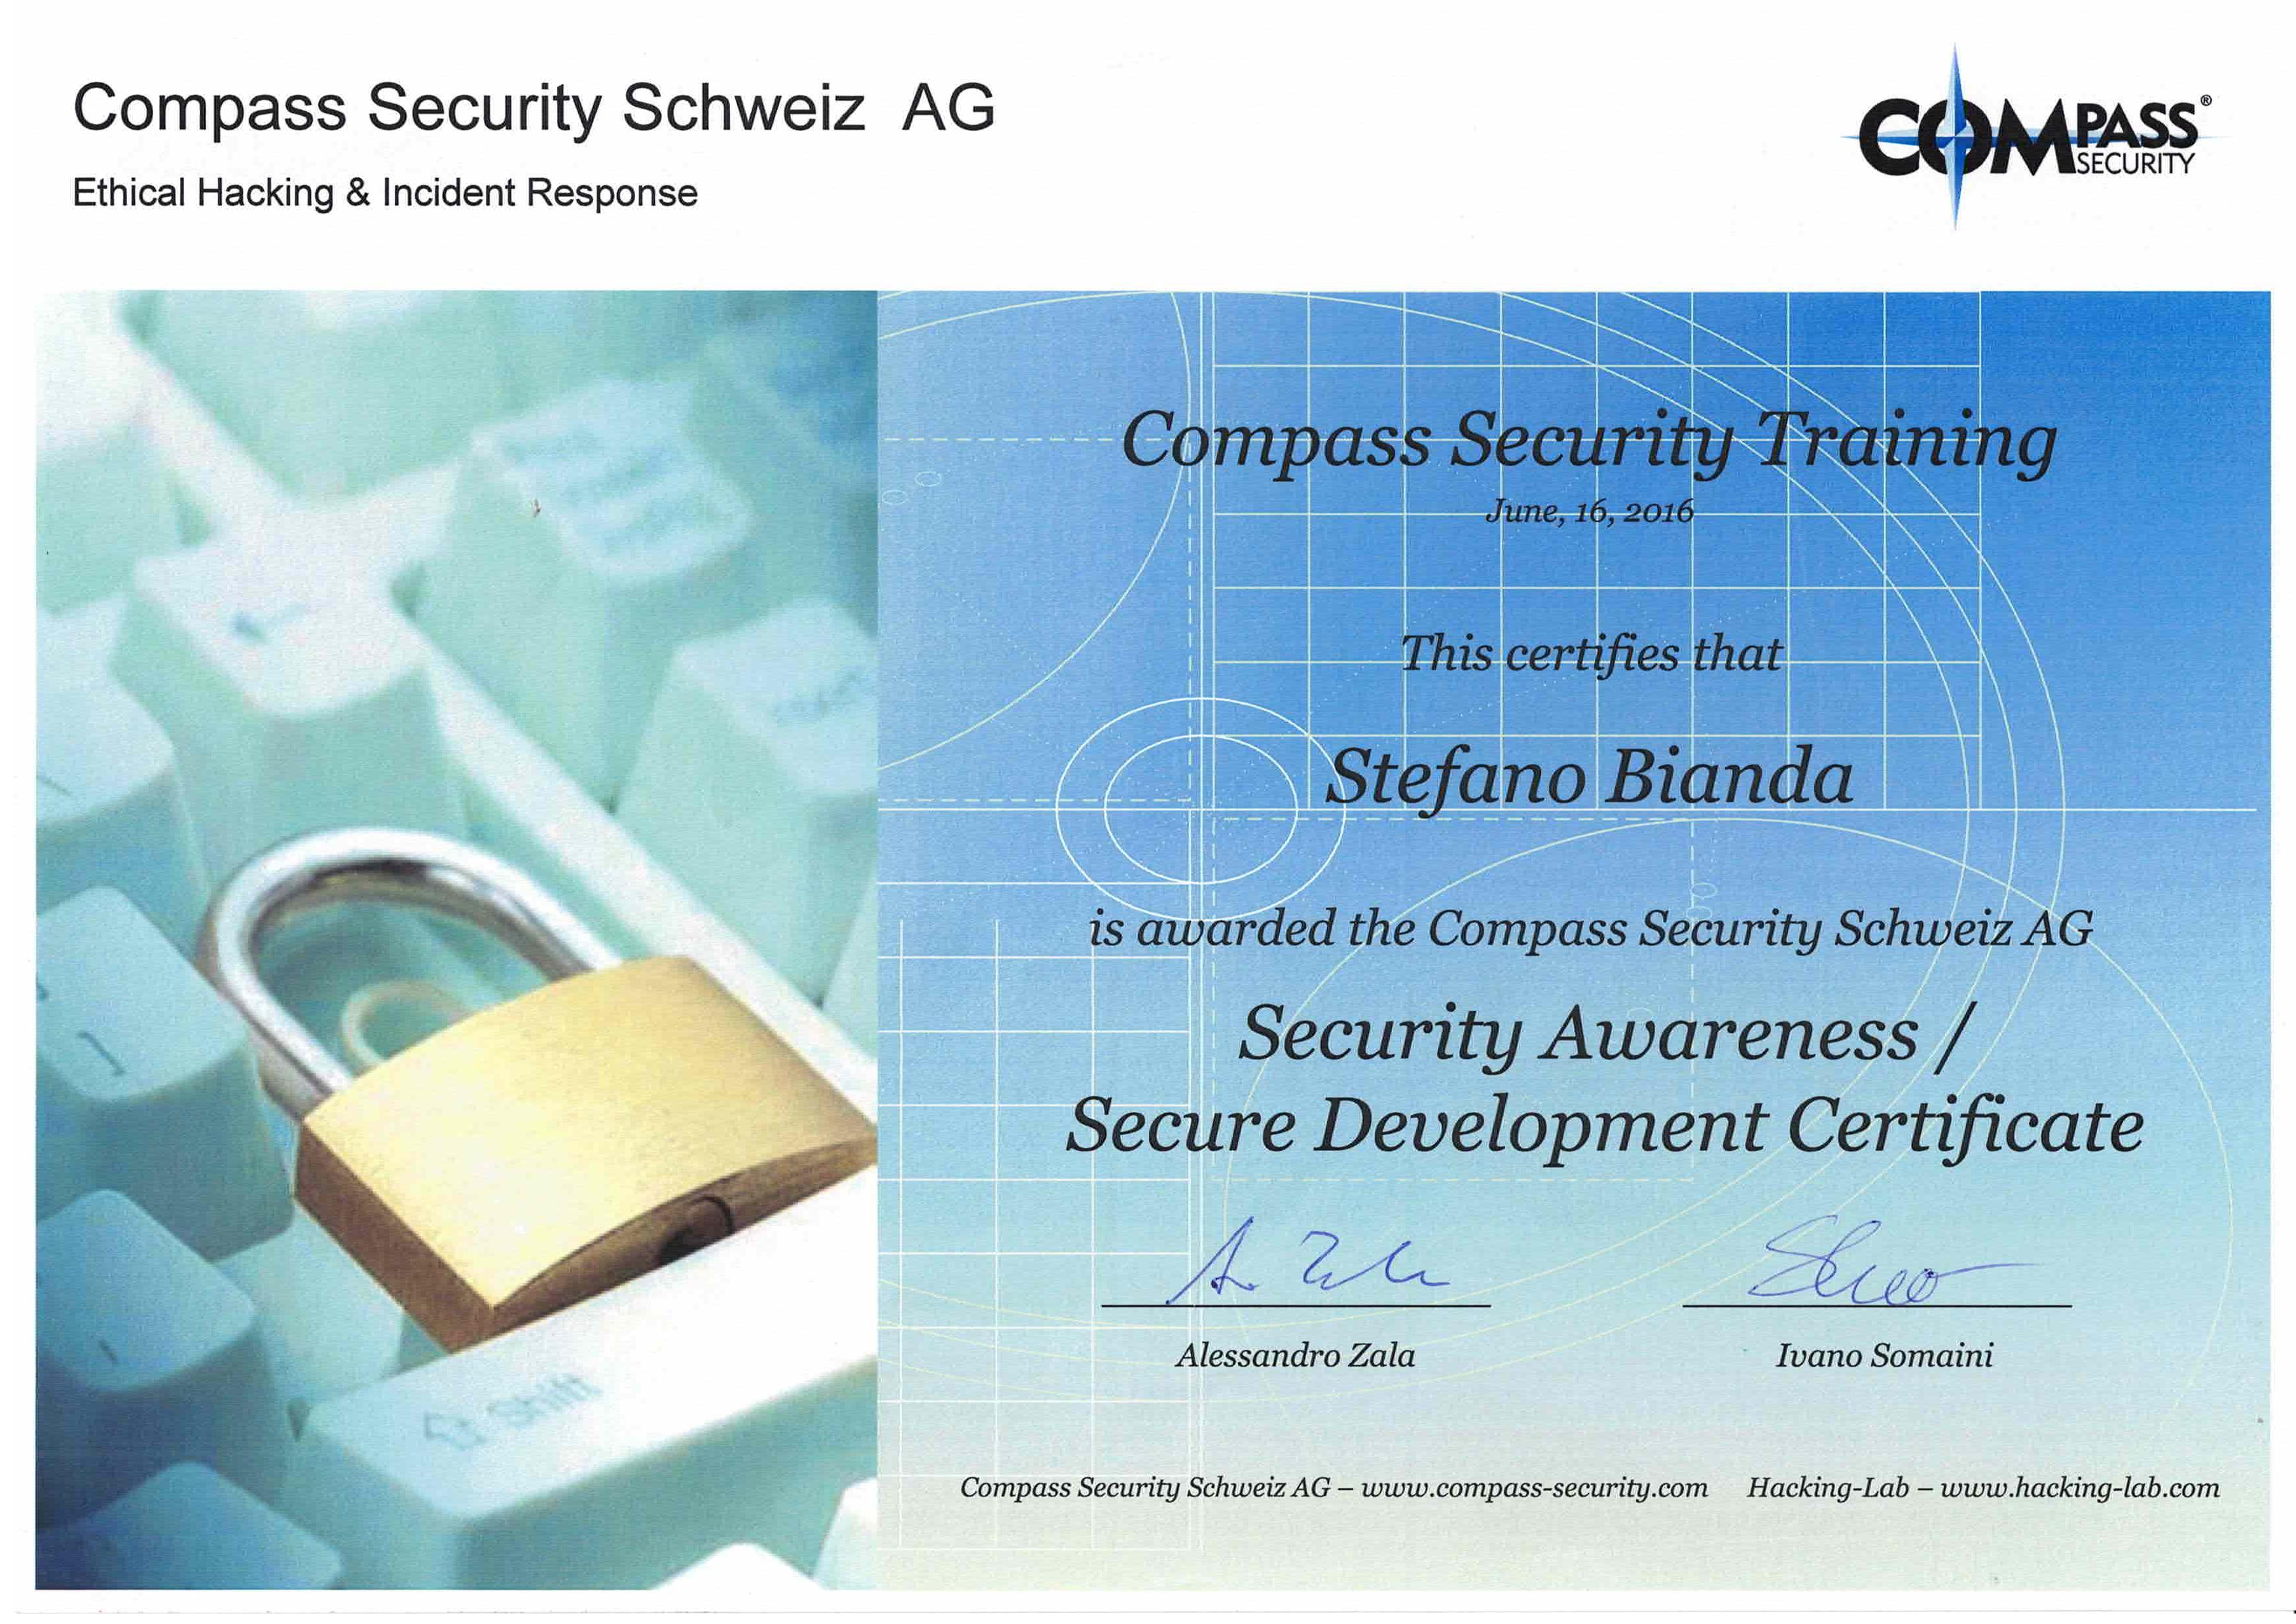 Compass Security Schweiz AG
Ethical Hacking & Incident Response
COMPASS®
SECURITY
Compass Security Training
June, 16, 2016
This certifies that
Stefano Bianda
is awarded the Compass Security Schweiz AG
Security Awareness /
Secure Development Certificate
A. Zala
Alessandro Zala
Ivano Somaini
Compass Security Schweiz AG – www.compass-security.com Hacking-Lab – www.hacking-lab.com
Shift